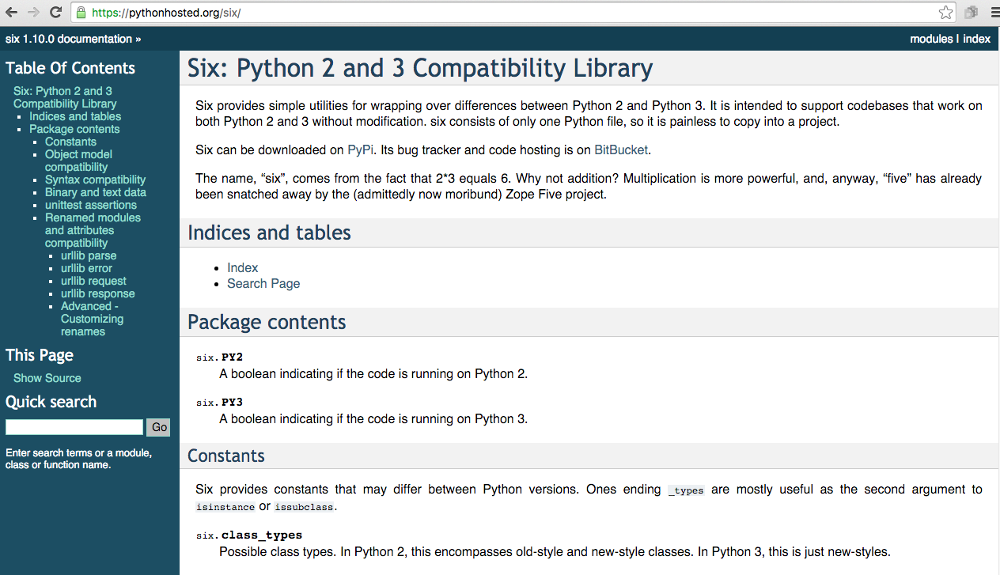 https://pythonhosted.org/six/
six 1.10.0 documentation »
modules | index
Table Of Contents
Six: Python 2 and 3
Compatibility Library
Indices and tables
Package contents
Constants
Object model
compatibility
Syntax compatibility
Binary and text data
unittest assertions
Renamed modules
and attributes
compatibility
urllib parse
urllib error
urllib request
urllib response
Advanced -
Customizing
renames
This Page
Show Source
Quick search
Go
Enter search terms or a module,
class or function name.
Six: Python 2 and 3 Compatibility Library
Six provides simple utilities for wrapping over differences between Python 2 and Python 3. It is intended to support codebases that work on
both Python 2 and 3 without modification. six consists of only one Python file, so it is painless to copy into a project.
Six can be downloaded on PyPi. Its bug tracker and code hosting is on BitBucket.
The name, “six”, comes from the fact that 2*3 equals 6. Why not addition? Multiplication is more powerful, and, anyway, “five” has already
been snatched away by the (admittedly now moribund) Zope Five project.
Indices and tables
Index
Search Page
Package contents
six.PY2
A boolean indicating if the code is running on Python 2.
six.PY3
A boolean indicating if the code is running on Python 3.
Constants
Six provides constants that may differ between Python versions. Ones ending _types are mostly useful as the second argument to
isinstance or issubclass.
six.class_types
Possible class types. In Python 2, this encompasses old-style and new-style classes. In Python 3, this is just new-styles.